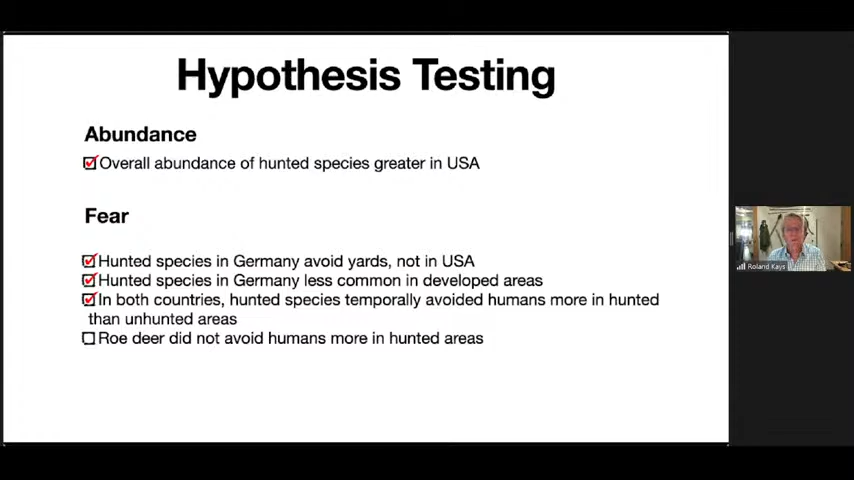 Hypothesis Testing
Abundance
Overall abundance of hunted species greater in USA
Fear
Hunted species in Germany avoid yards, not in USA
Hunted species in Germany less common in developed areas
In both countries, hunted species temporally avoided humans more in hunted
than unhunted areas
Roe deer did not avoid humans more in hunted areas
Roland Kays